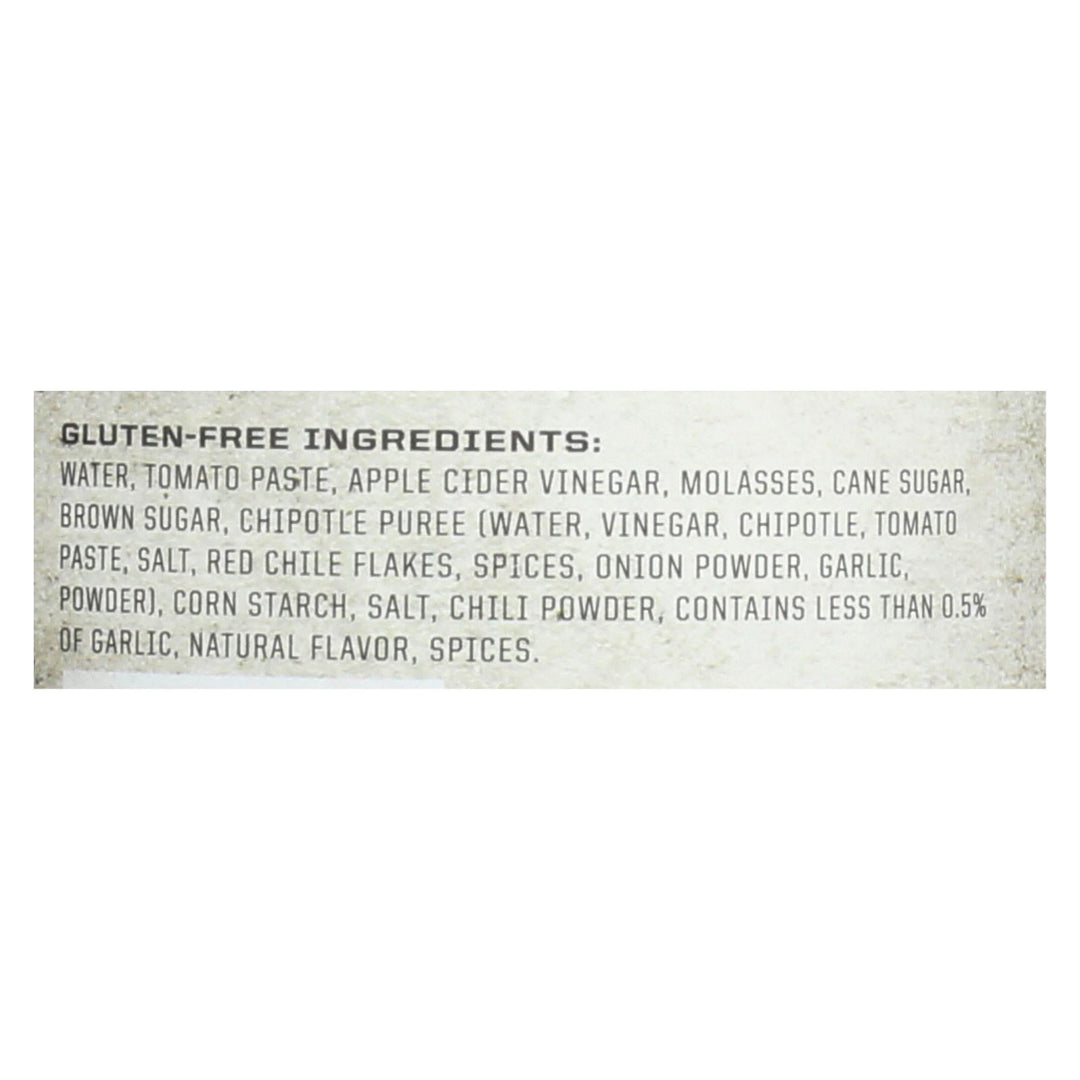 GLUTEN-FREE INGREDIENTS:
WATER, TOMATO PASTE, APPLE CIDER VINEGAR, MOLASSES, CANE SUGAR,
BROWN SUGAR, CHIPOTLE PUREE (WATER, VINEGAR, CHIPOTLE, TOMATO
PASTE, SALT, RED CHILE FLAKES, SPICES, ONION POWDER, GARLIC,
POWDER), CORN STARCH, SALT, CHILI POWDER, CONTAINS LESS THAN 0.5%
OF GARLIC, NATURAL FLAVOR, SPICES.